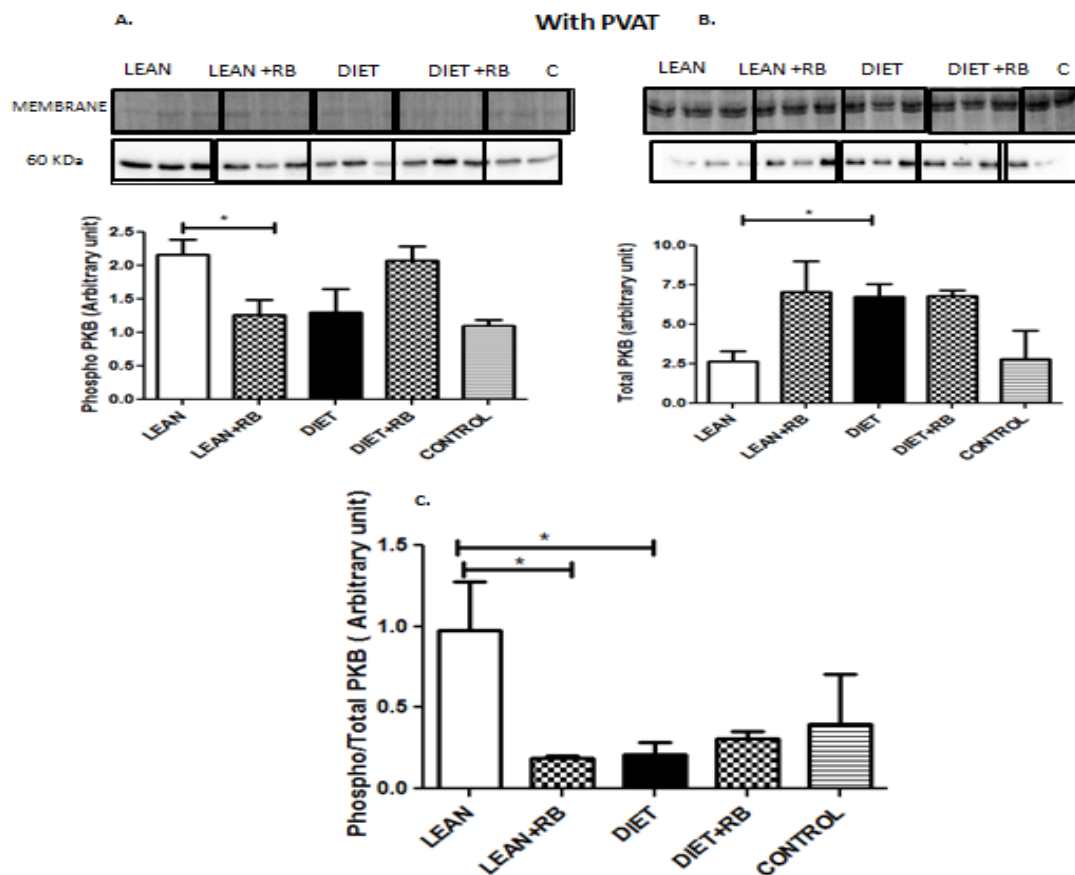 A.
With PVAT
B.
LEAN LEAN +RB DIET DIET +RB C
LEAN LEAN +RB DIET DIET +RB C
MEMBRANE
60 KDa
*
2.5
2.0
1.5
1.0
0.5
0.0
Phospho PKB (Arbitrary unit)
LEAN
LEAN+RB
DIET
DIET+RB
CONTROL
*
10.0
7.5
5.0
2.5
0.0
Total PKB (arbitrary unit)
LEAN
LEAN+RB
DIET
DIET+RB
CONTROL
C.
*
*
1.5
1.0
0.5
0.0
Phospho/Total PKB ( Arbitrary unit)
LEAN
LEAN+RB
DIET
DIET+RB
CONTROL